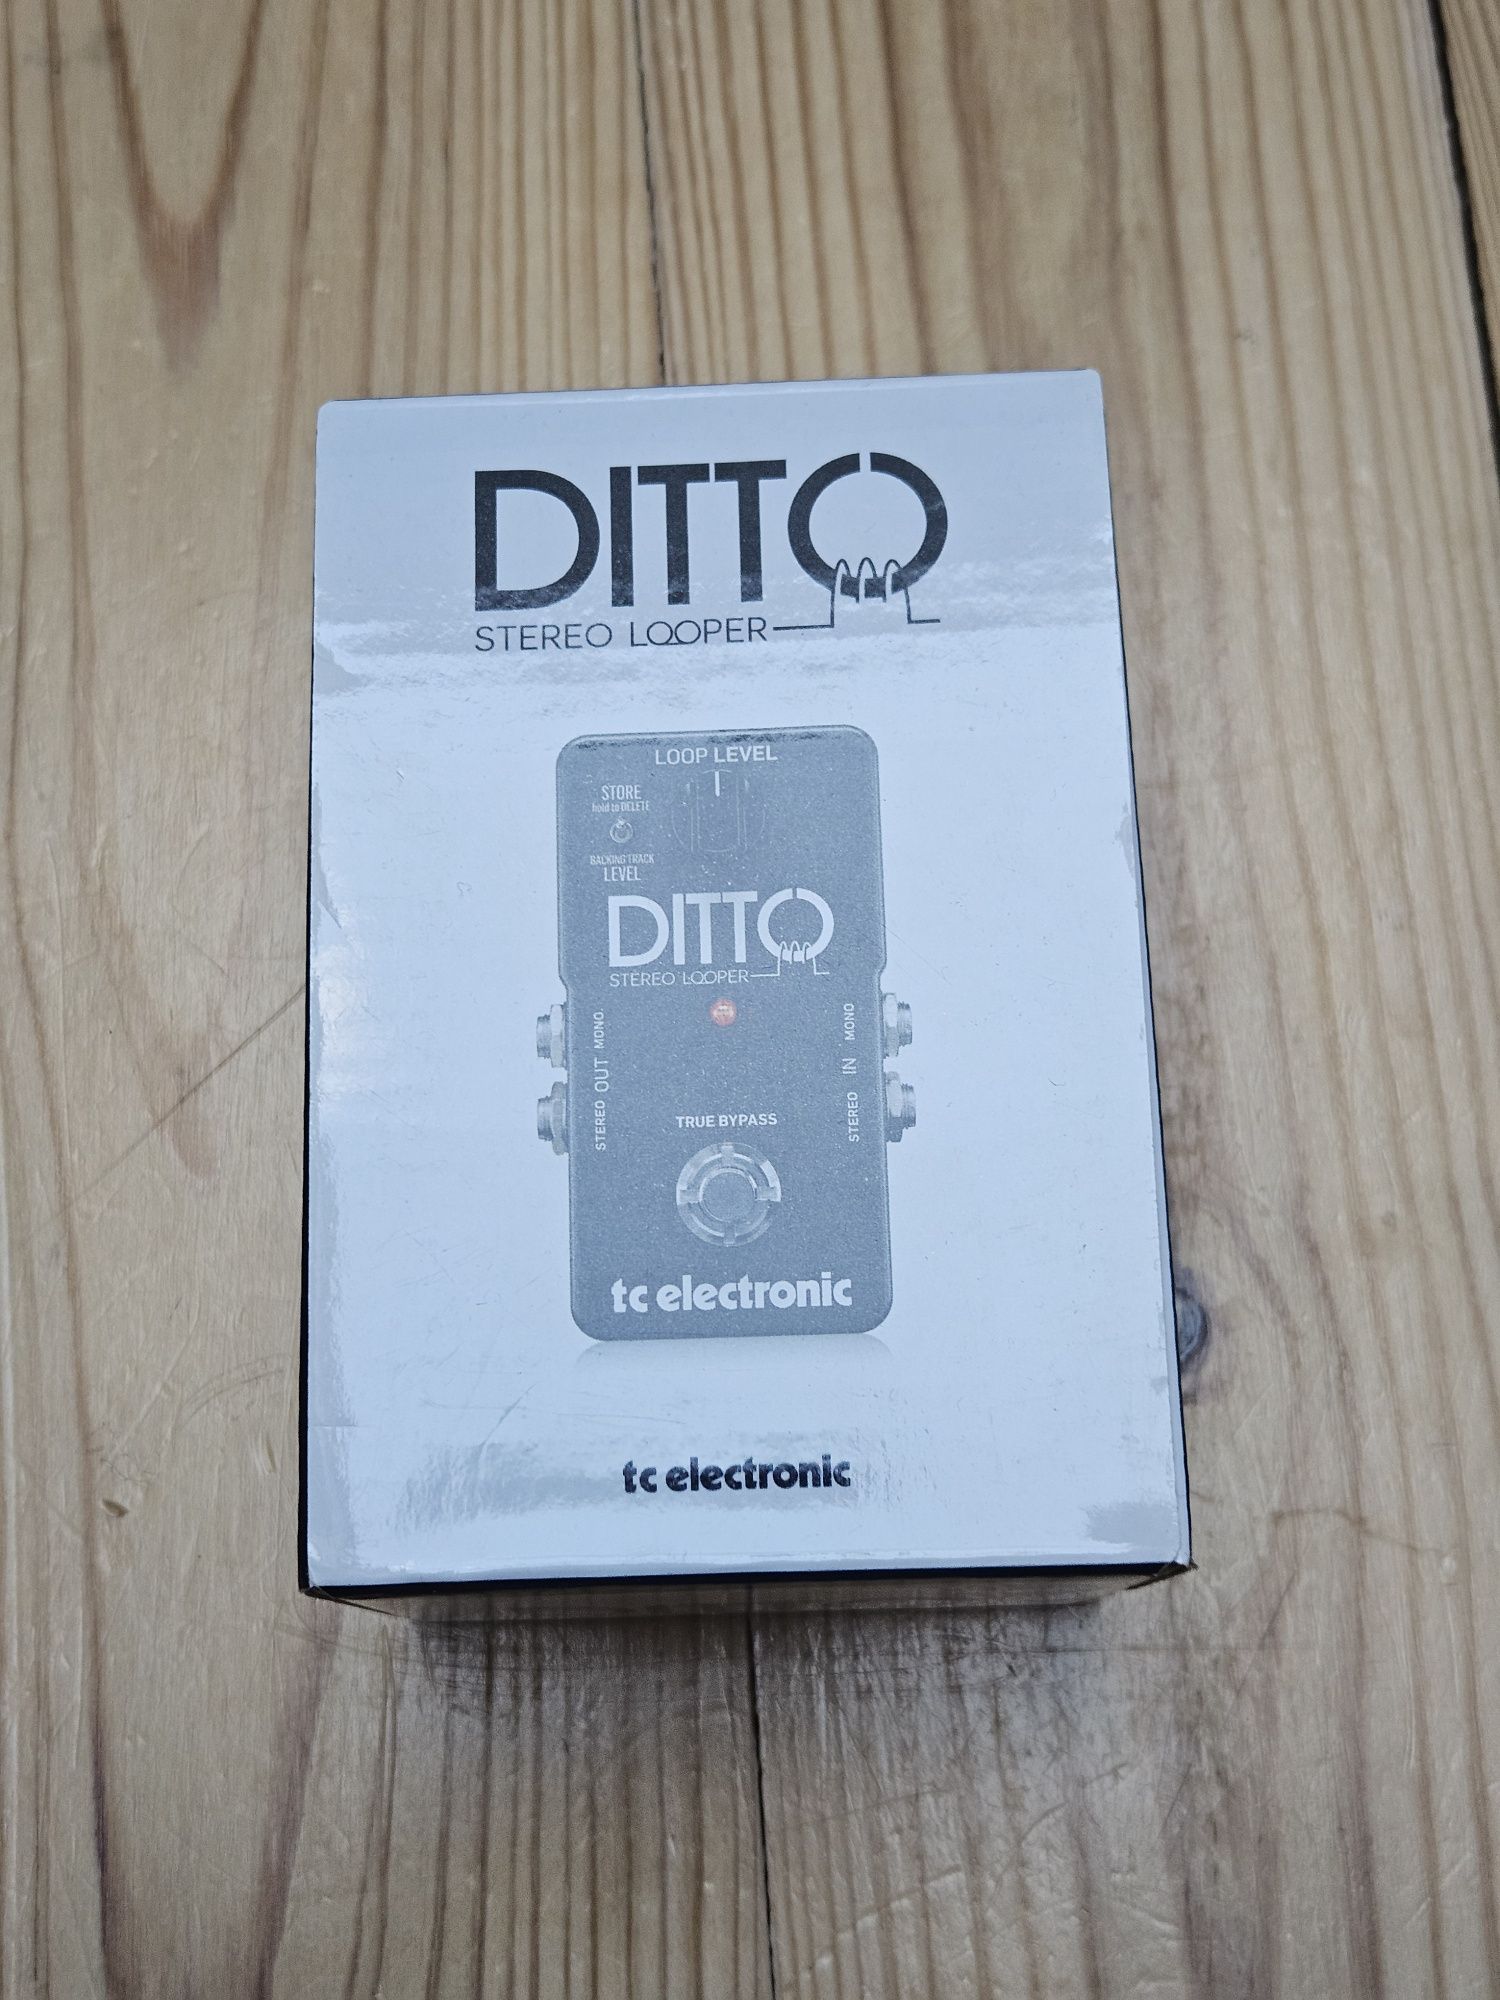 DITTO
STEREO LOOPER
LOOP LEVEL
STORE
hold to DELETE
BACKING TRACK
LEVEL
DITTO
STEREO LOOPER
STEREO OUT MONO
STEREO IN MONO
TRUE BYPASS
tc electronic
tc electronic